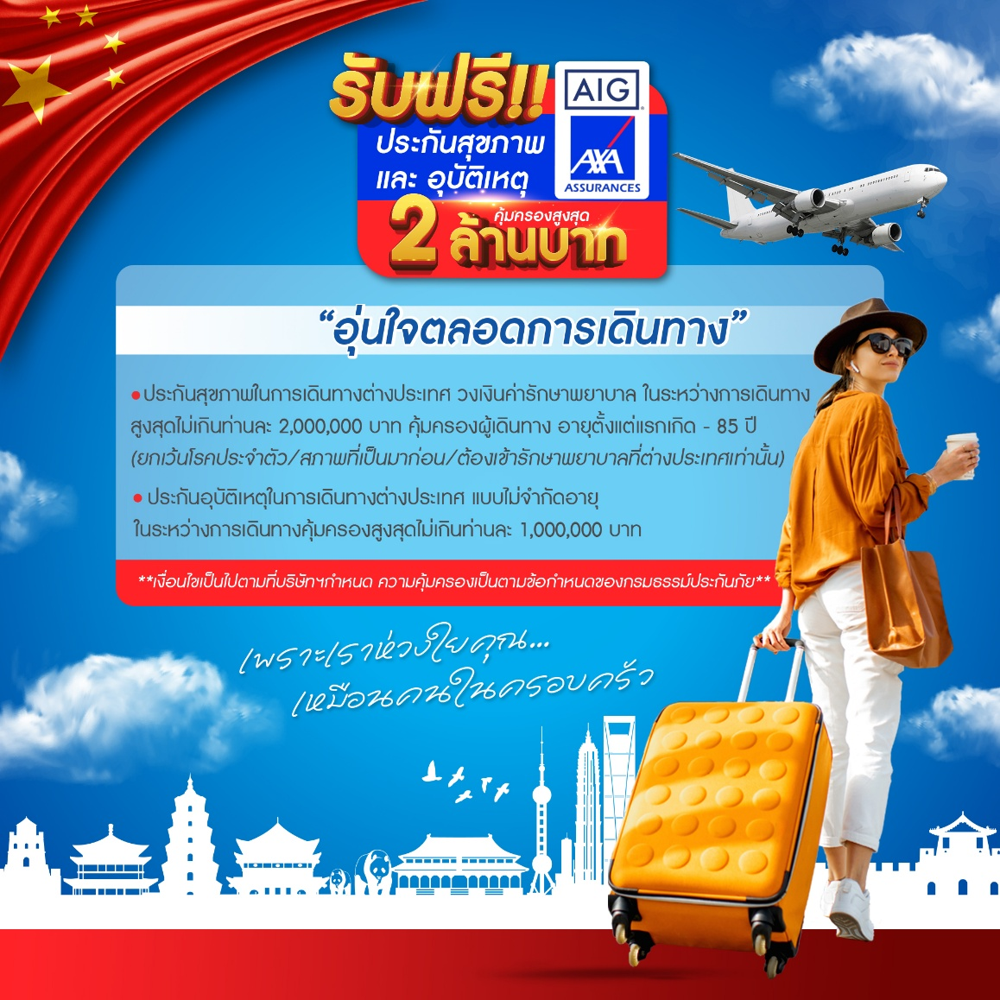 รับฟรี!!
AIG
AXA
ASSURANCES
ประกันสุขภาพ
และ อุบัติเหตุ
คุ้มครองสูงสุด
2 ล้านบาท
“อุ่นใจตลอดการเดินทาง”
•ประกันสุขภาพในการเดินทางต่างประเทศ วงเงินค่ารักษาพยาบาล ในระหว่างการเดินทาง
สูงสุดไม่เกินท่านละ 2,000,000 บาท คุ้มครองผู้เดินทาง อายุตั้งแต่แรกเกิด - 85 ปี
(ยกเว้นโรคประจำตัว/สภาพที่เป็นมาก่อน/ต้องเข้ารักษาพยาบาลที่ต่างประเทศเท่านั้น)
• ประกันอุบัติเหตุในการเดินทางต่างประเทศ แบบไม่จำกัดอายุ
ในระหว่างการเดินทางคุ้มครองสูงสุดไม่เกินท่านละ 1,000,000 บาท
**เงื่อนไขเป็นไปตามที่บริษัทฯกำหนด ความคุ้มครองเป็นตามข้อกำหนดของกรมธรรม์ประกันภัย**
เพราะเราห่วงใยคุณ...
เหมือนคนในครอบครัว